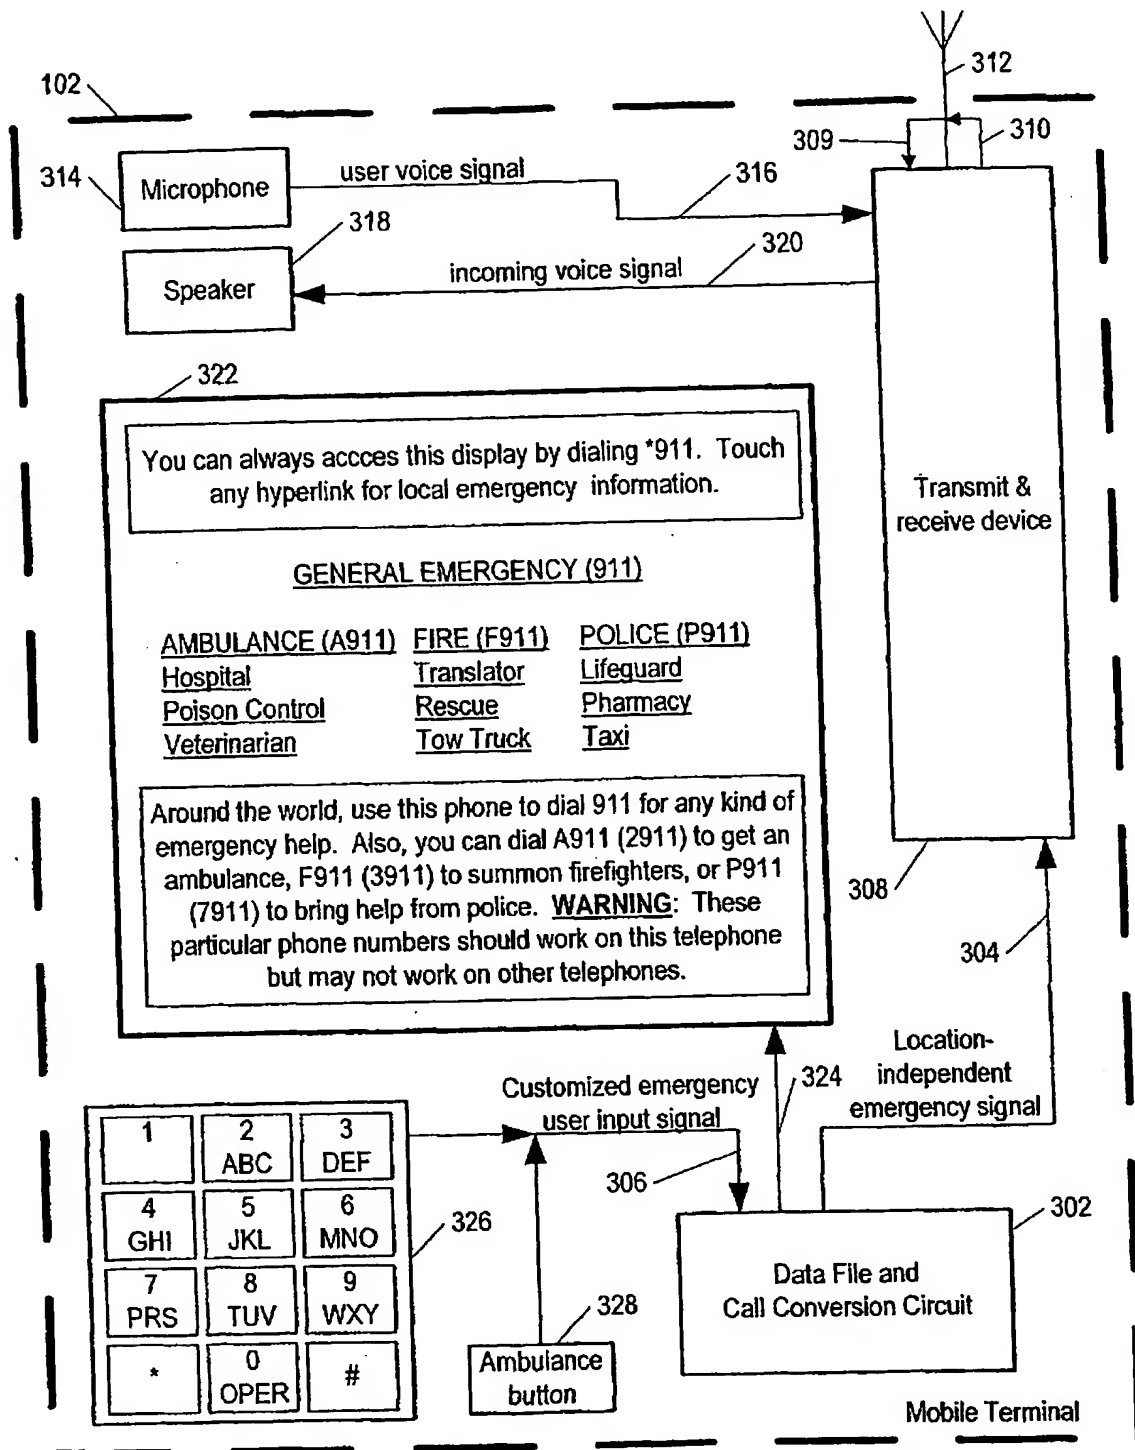 312
102
309
310
314
Microphone
user voice signal
316
318
320
Speaker
incoming voice signal
322
You can always accces this display by dialing *911. Touch
any hyperlink for local emergency information.
Transmit &
receive device
GENERAL EMERGENCY (911)
AMBULANCE (A911) FIRE (F911) POLICE (P911)
Hospital Translator Lifeguard
Poison Control Rescue Pharmacy
Veterinarian Tow Truck Taxi
Around the world, use this phone to dial 911 for any kind of
emergency help. Also, you can dial A911 (2911) to get an
ambulance, F911 (3911) to summon firefighters, or P911
(7911) to bring help from police. WARNING: These
particular phone numbers should work on this telephone
but may not work on other telephones.
308
304
Location-
independent
emergency signal
324
Customized emergency
user input signal
306
1 2 3
ABC DEF
4 5 6
GHI JKL MNO
7 8 9
PRS TUV WXY
* 0 #
OPER
326
302
Data File and
Call Conversion Circuit
328
Ambulance
button
Mobile Terminal